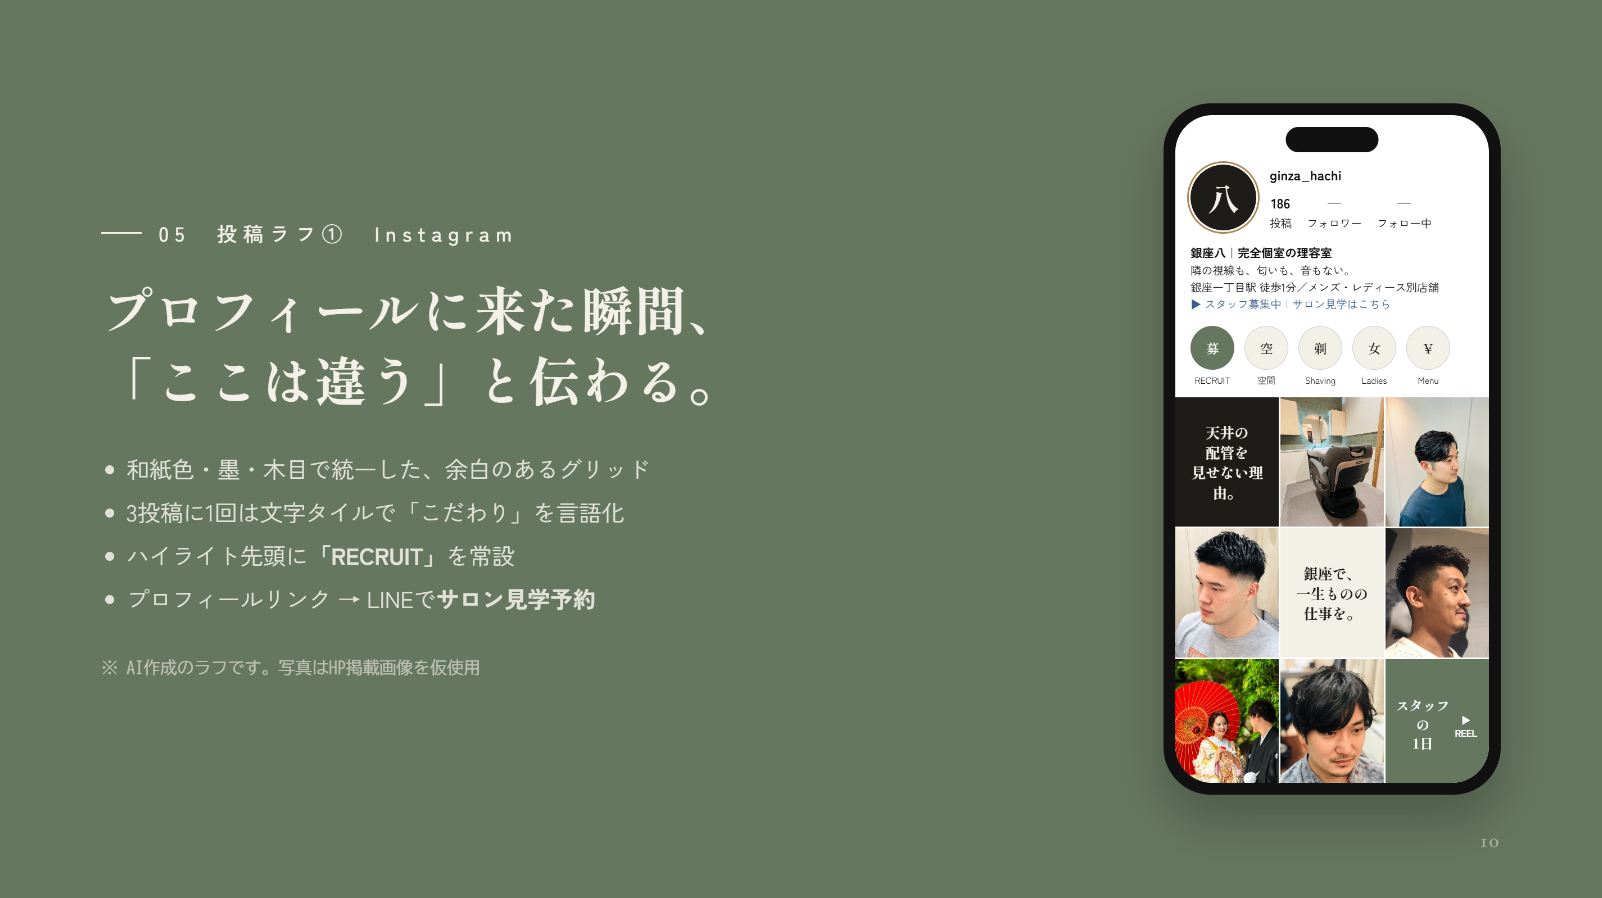 05 投稿ラフ① Instagram
プロフィールに来た瞬間、
「ここは違う」と伝わる。
和紙色・墨・木目で統一した、余白のあるグリッド
3投稿に1回は文字タイルで「こだわり」を言語化
ハイライト先頭に「RECRUIT」を常設
プロフィールリンク → LINEでサロン見学予約
※ AI作成のラフです。写真はHP掲載画像を仮使用
八
ginza_hachi
186 — —
投稿 フォロワー フォロー中
銀座八｜完全個室の理容室
隣の視線も、匂いも、音もない。
銀座一丁目駅 徒歩1分／メンズ・レディース別店舗
▶ スタッフ募集中｜サロン見学はこちら
募 空 剃 女 ¥
RECRUIT 空間 Shaving Ladies Menu
天井の
配管を
見せない理
由。
銀座で、
一生ものの
仕事を。
スタッフ
の
1日
▶
REEL
10